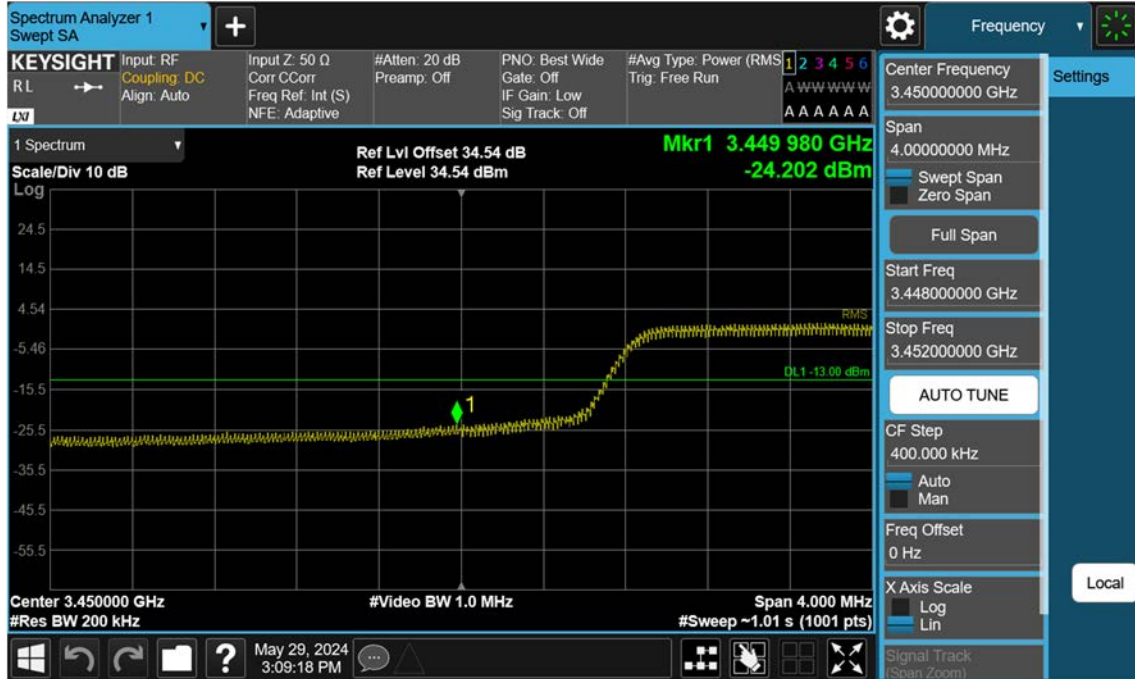 Spectrum Analyzer 1
Swept SA
Frequency
KEYSIGHT
R L
LXI
Input: RF
Coupling: DC
Align: Auto
Input Z: 50 Ω
Corr CCorr
Freq Ref: Int (S)
NFE: Adaptive
#Atten: 20 dB
Preamp: Off
PNO: Best Wide
Gate: Off
IF Gain: Low
Sig Track: Off
#Avg Type: Power (RMS
Trig: Free Run
1 2 3 4 5 6
A W W W W W
A A A A A A
1 Spectrum
Scale/Div 10 dB
Log
Ref Lvl Offset 34.54 dB
Ref Level 34.54 dBm
Mkr1 3.449 980 GHz
-24.202 dBm
24.5
14.5
4.54
-5.46
-15.5
-25.5
-35.5
-45.5
-55.5
RMS
DL1 -13.00 dBm
1
Center 3.450000 GHz
#Res BW 200 kHz
#Video BW 1.0 MHz
Span 4.000 MHz
#Sweep ~1.01 s (1001 pts)
May 29, 2024
3:09:18 PM
Center Frequency
3.450000000 GHz
Span
4.00000000 MHz
Swept Span
Zero Span
Full Span
Start Freq
3.448000000 GHz
Stop Freq
3.452000000 GHz
AUTO TUNE
CF Step
400.000 kHz
Auto
Man
Freq Offset
0 Hz
X Axis Scale
Log
Lin
Signal Track
(Span Zoom)
Settings
Local